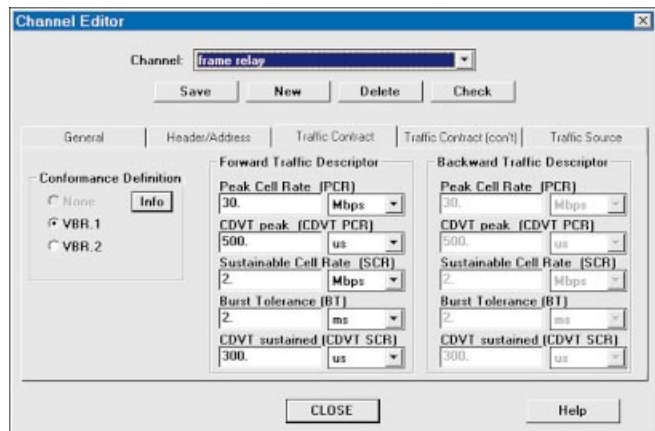 Channel Editor
Channel: frame relay
Save New Delete Check
General Header/Address Traffic Contract Traffic Contract (con't) Traffic Source
Conformance Definition
None Info
VBR.1
VBR.2
Forward Traffic Descriptor
Peak Cell Rate (PCR)
30. Mbps
CDVT peak (CDVT PCR)
500. us
Sustainable Cell Rate (SCR)
2. Mbps
Burst Tolerance (BT)
2. ms
CDVT sustained (CDVT SCR)
300. us
Backward Traffic Descriptor
Peak Cell Rate (PCR)
30. Mbps
CDVT peak (CDVT PCR)
500. us
Sustainable Cell Rate (SCR)
2. Mbps
Burst Tolerance (BT)
2. ms
CDVT sustained (CDVT SCR)
300. us
CLOSE Help